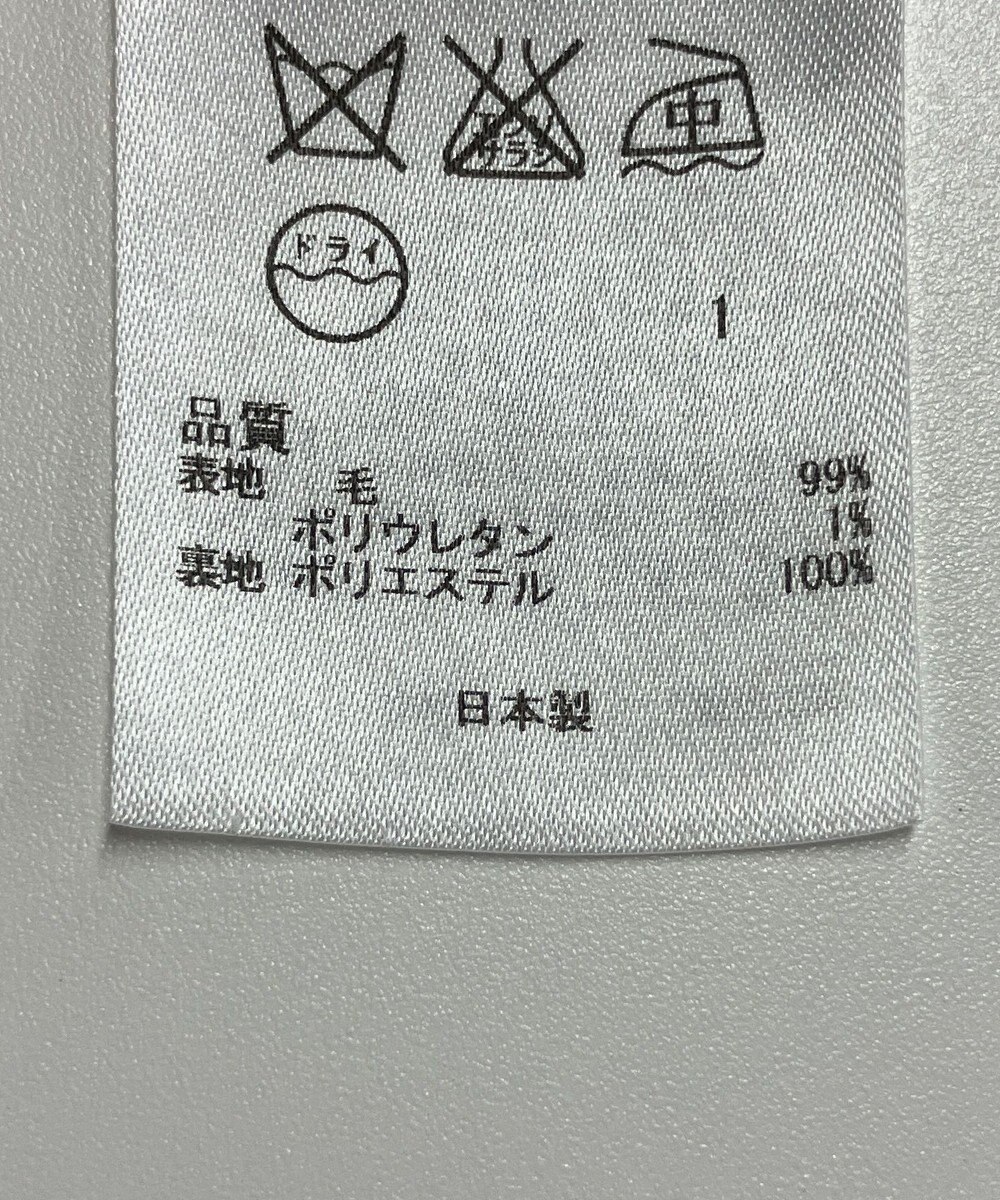 エンソ サラシ 中
ドライ
1
品質
表地 毛 99%
ポリウレタン 1%
裏地 ポリエステル 100%
日本製